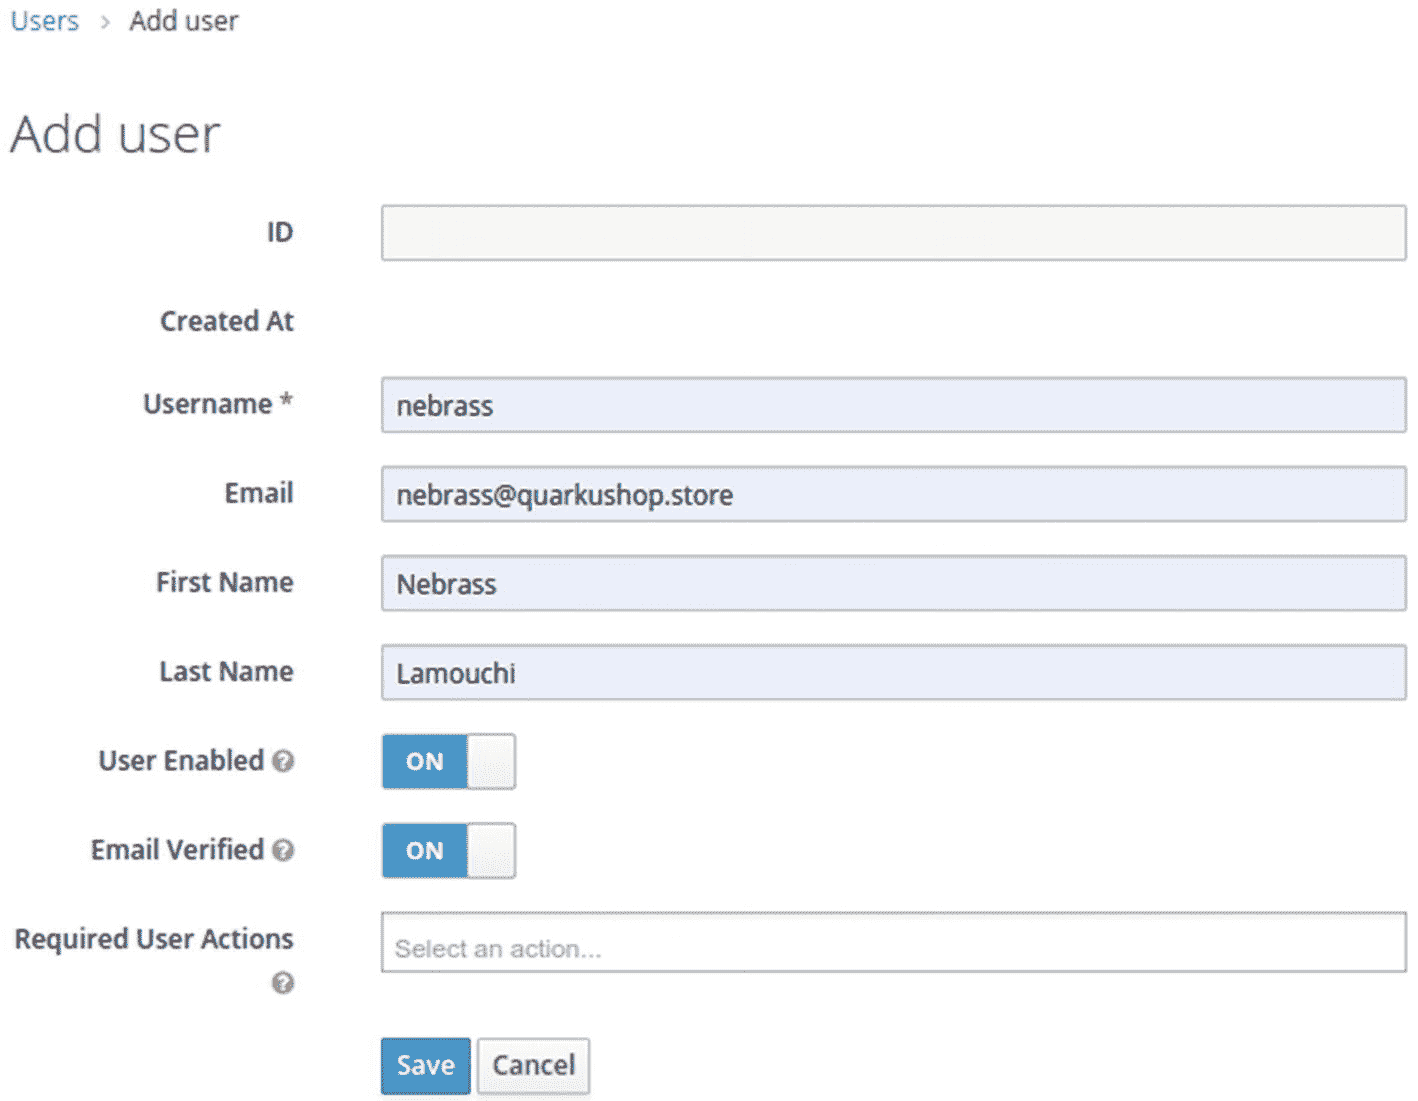 Users > Add user
Add user
ID
Created At
Username * nebrass
Email nebrass@quarkushop.store
First Name Nebrass
Last Name Lamouchi
User Enabled ? ON
Email Verified ? ON
Required User Actions Select an action...
?
Save Cancel